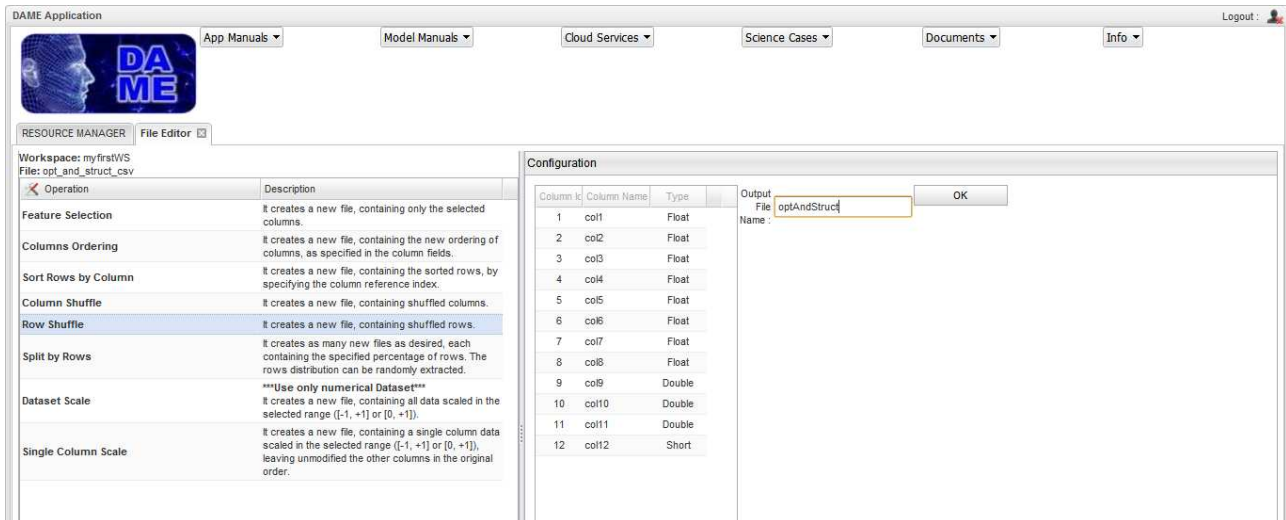 DAME Application
Logout :
DA
ME
App Manuals
Model Manuals
Cloud Services
Science Cases
Documents
Info
RESOURCE MANAGER
File Editor
Workspace: myfirstWS
File: opt_and_struct_csv
Operation
Description
Feature Selection
It creates a new file, containing only the selected
columns.
Columns Ordering
It creates a new file, containing the new ordering of
columns, as specified in the column fields.
Sort Rows by Column
It creates a new file, containing the sorted rows, by
specifying the column reference index.
Column Shuffle
It creates a new file, containing shuffled columns.
Row Shuffle
It creates a new file, containing shuffled rows.
Split by Rows
It creates as many new files as desired, each
containing the specified percentage of rows. The
rows distribution can be randomly extracted.
Dataset Scale
***Use only numerical Dataset***
It creates a new file, containing all data scaled in the
selected range ([-1, +1] or [0, +1]).
Single Column Scale
It creates a new file, containing a single column data
scaled in the selected range ([-1, +1] or [0, +1]),
leaving unmodified the other columns in the original
order.
Configuration
Column Column Name Type
1 col1 Float
2 col2 Float
3 col3 Float
4 col4 Float
5 col5 Float
6 col6 Float
7 col7 Float
8 col8 Float
9 col9 Double
10 col10 Double
11 col11 Double
12 col12 Short
Output
File
Name :
optAndStruct
OK